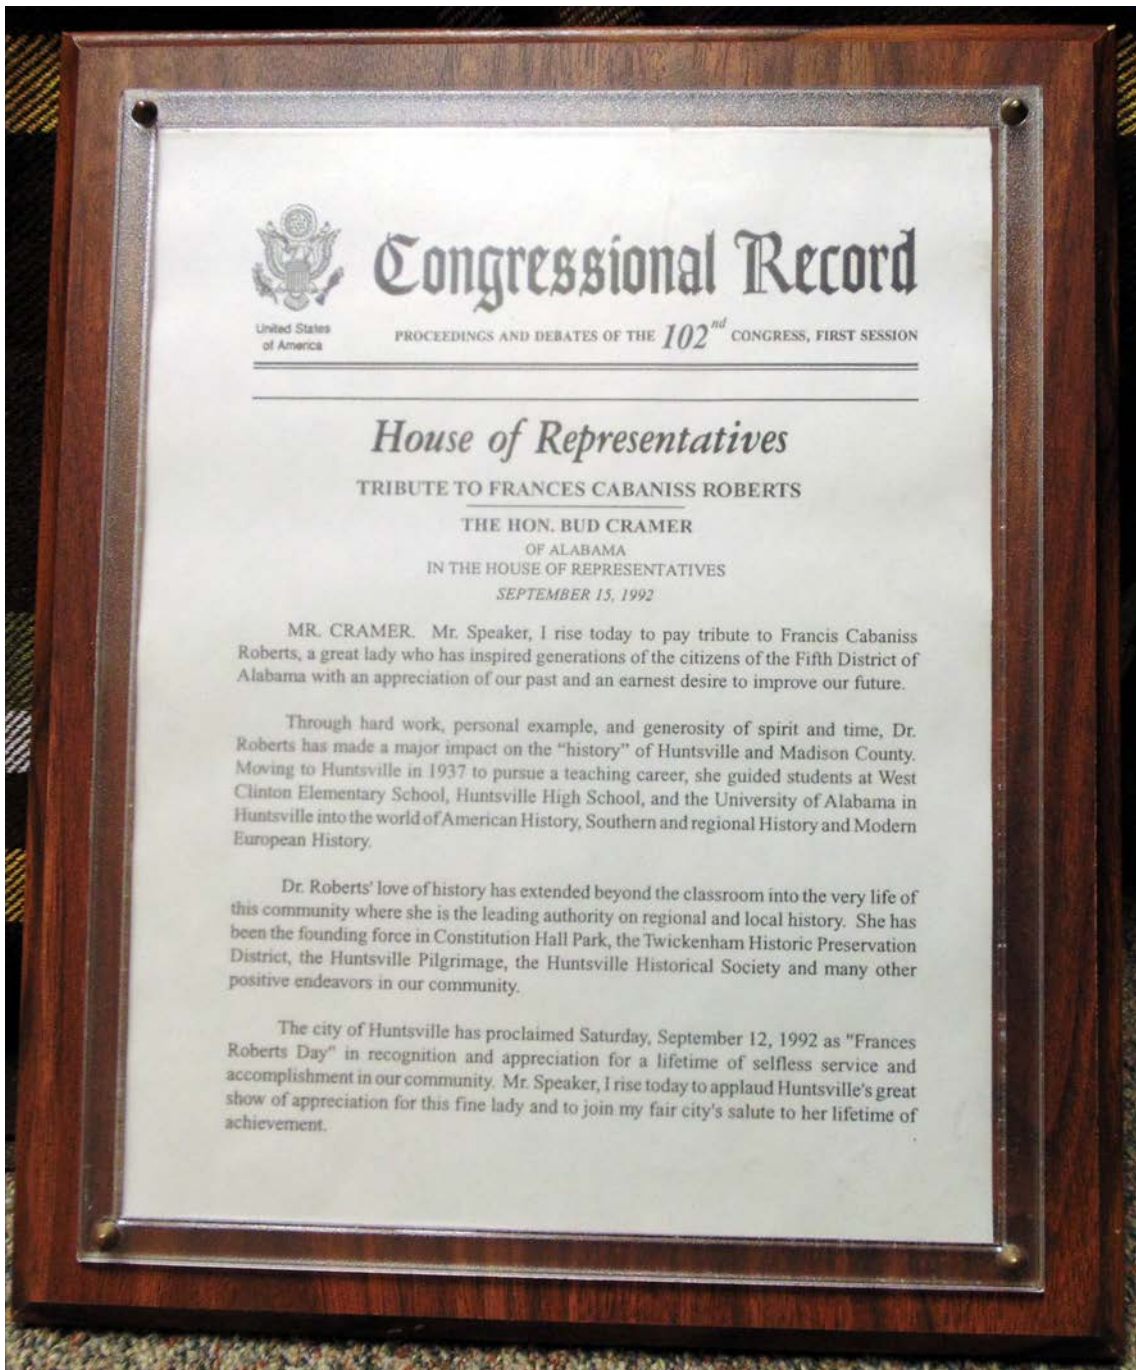 Congressional Record
United States
of America
PROCEEDINGS AND DEBATES OF THE 102nd CONGRESS, FIRST SESSION
House of Representatives
TRIBUTE TO FRANCES CABANISS ROBERTS
THE HON. BUD CRAMER
OF ALABAMA
IN THE HOUSE OF REPRESENTATIVES
SEPTEMBER 15, 1992
MR. CRAMER. Mr. Speaker, I rise today to pay tribute to Francis Cabaniss
Roberts, a great lady who has inspired generations of the citizens of the Fifth District of
Alabama with an appreciation of our past and an earnest desire to improve our future.
Through hard work, personal example, and generosity of spirit and time, Dr.
Roberts has made a major impact on the “history” of Huntsville and Madison County.
Moving to Huntsville in 1937 to pursue a teaching career, she guided students at West
Clinton Elementary School, Huntsville High School, and the University of Alabama in
Huntsville into the world of American History, Southern and regional History and Modern
European History.
Dr. Roberts' love of history has extended beyond the classroom into the very life of
this community where she is the leading authority on regional and local history. She has
been the founding force in Constitution Hall Park, the Twickenham Historic Preservation
District, the Huntsville Pilgrimage, the Huntsville Historical Society and many other
positive endeavors in our community.
The city of Huntsville has proclaimed Saturday, September 12, 1992 as "Frances
Roberts Day" in recognition and appreciation for a lifetime of selfless service and
accomplishment in our community. Mr. Speaker, I rise today to applaud Huntsville's great
show of appreciation for this fine lady and to join my fair city's salute to her lifetime of
achievement.